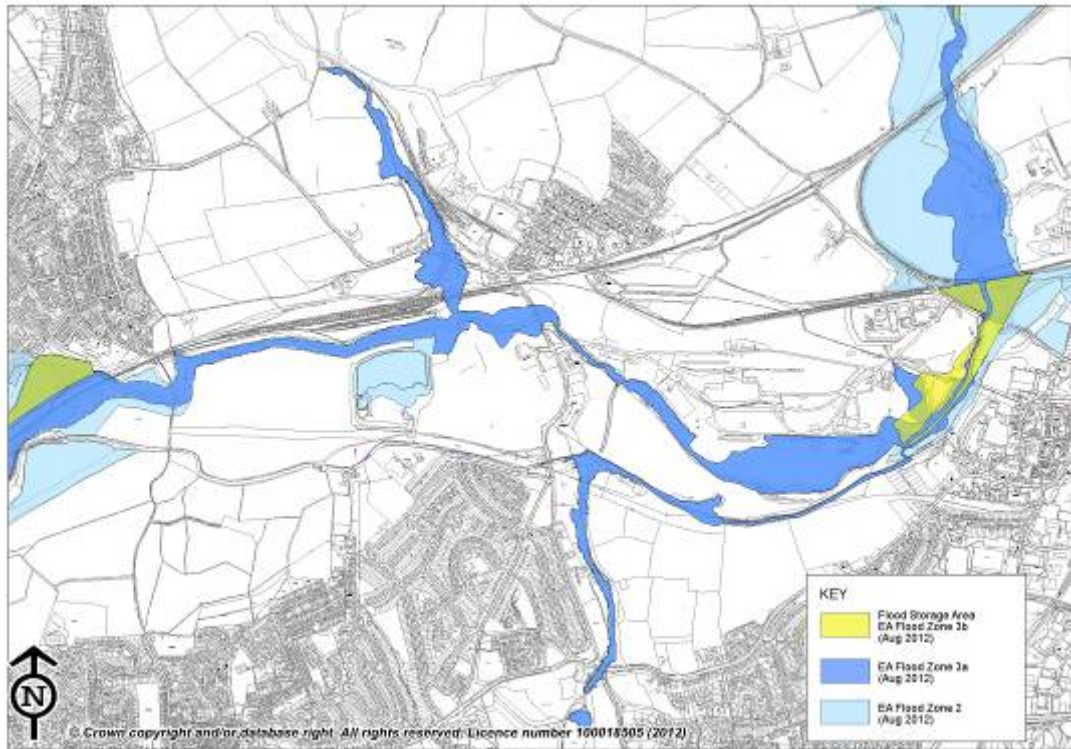 KEY
Flood Storage Area
EA Flood Zone 3b
(Aug 2012)
EA Flood Zone 3a
(Aug 2012)
EA Flood Zone 2
(Aug 2012)
N
© Crown copyright and/or database right. All rights reserved. Licence number 100018505 (2012)